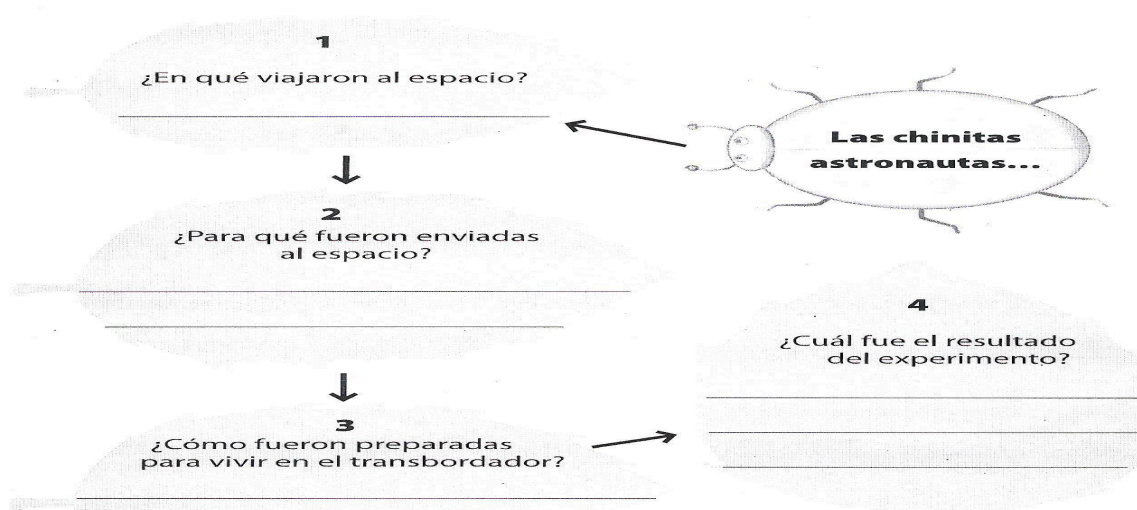 Las chinitas
astronautas...
1
¿En qué viajaron al espacio?
2
¿Para qué fueron enviadas
al espacio?
3
¿Cómo fueron preparadas
para vivir en el transbordador?
4
¿Cuál fue el resultado
del experimento?